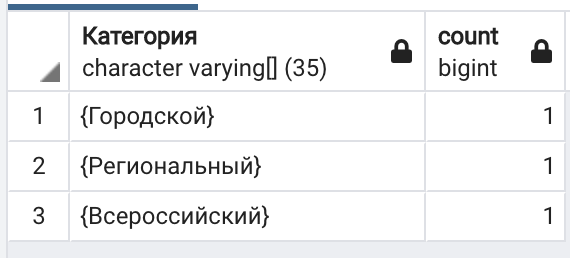 Категория count
character varying[] (35) bigint
1 {Городской} 1
2 {Региональный} 1
3 {Всероссийский} 1